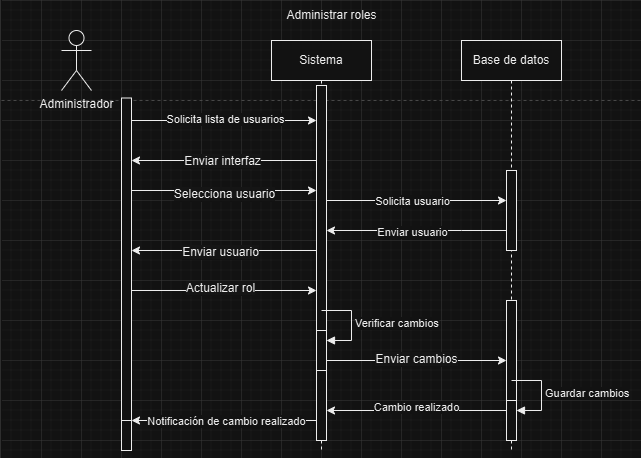 Administrar roles
Sistema
Base de datos
Administrador
Solicita lista de usuarios
Enviar interfaz
Selecciona usuario
Solicita usuario
Enviar usuario
Enviar usuario
Actualizar rol
Verificar cambios
Enviar cambios
Guardar cambios
Cambio realizado
Notificación de cambio realizado